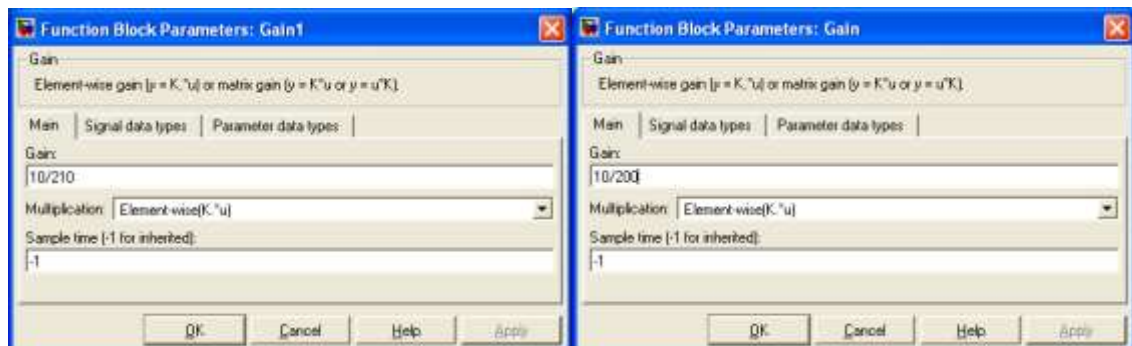 Function Block Parameters: Gain1
Gain
Element-wise gain (y = K.*u) or matrix gain (y = K*u or y = u*K).
Main Signal data types Parameter data types
Gain:
10/210
Multiplication: Element-wise(K.*u)
Sample time (-1 for inherited):
-1
OK Cancel Help Apply
Function Block Parameters: Gain
Gain
Element-wise gain (y = K.*u) or matrix gain (y = K*u or y = u*K).
Main Signal data types Parameter data types
Gain:
10/200
Multiplication: Element-wise(K.*u)
Sample time (-1 for inherited):
-1
OK Cancel Help Apply